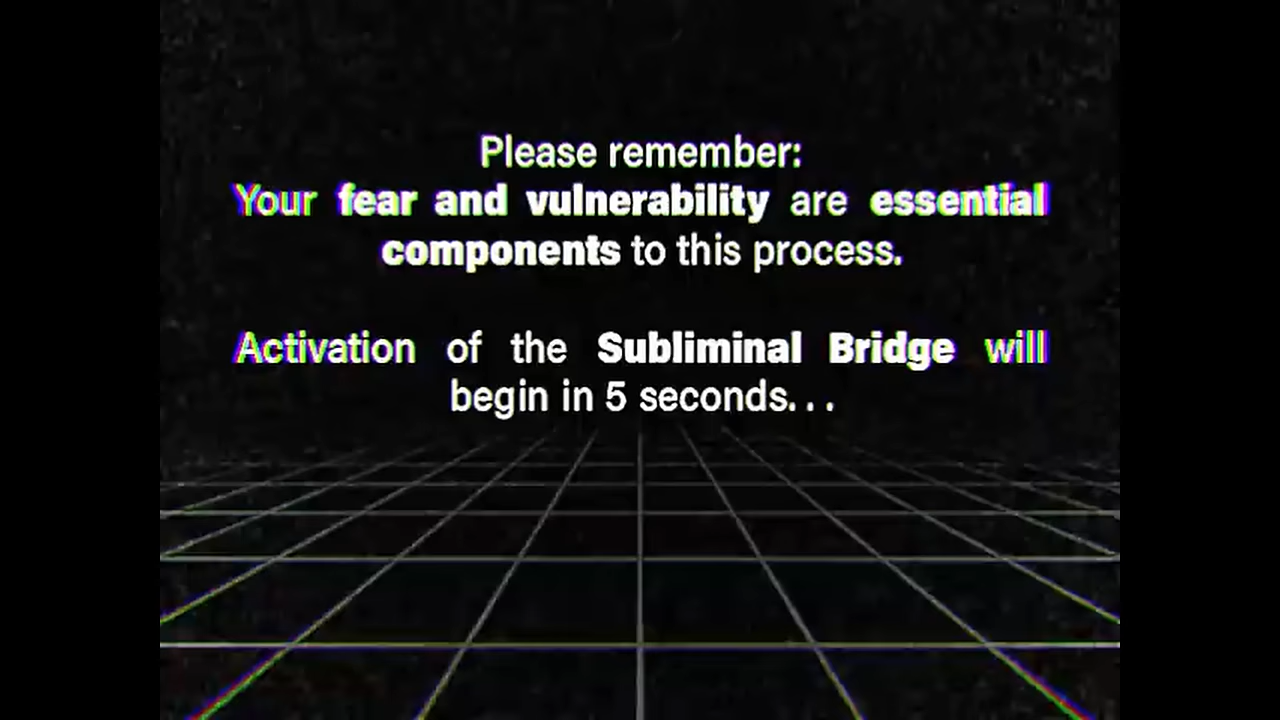 Please remember:
Your fear and vulnerability are essential
components to this process.
Activation of the Subliminal Bridge will
begin in 5 seconds. . .